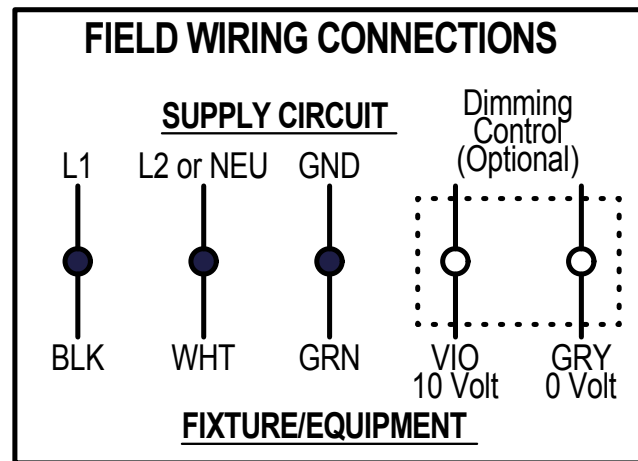 FIELD WIRING CONNECTIONS
SUPPLY CIRCUIT
Dimming
Control
(Optional)
L1 L2 or NEU GND
BLK WHT GRN VIO GRY
10 Volt 0 Volt
FIXTURE/EQUIPMENT